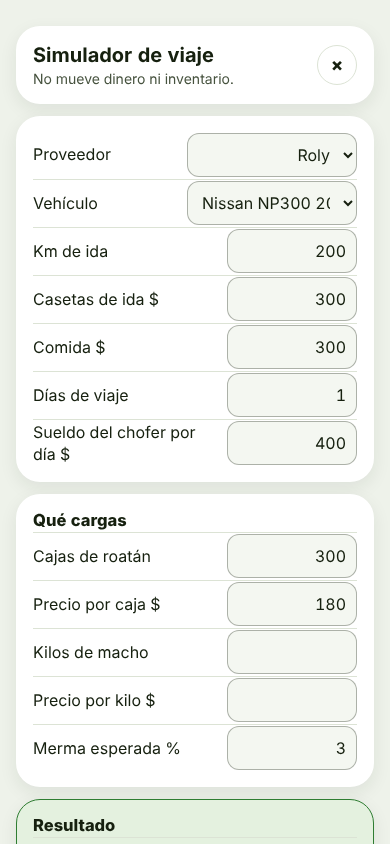 Simulador de viaje
No mueve dinero ni inventario.
×
Proveedor
Roly
Vehículo
Nissan NP300 20
Km de ida
200
Casetas de ida $
300
Comida $
300
Días de viaje
1
Sueldo del chofer por
día $
400
Qué cargas
Cajas de roatán
300
Precio por caja $
180
Kilos de macho
Precio por kilo $
Merma esperada %
3
Resultado